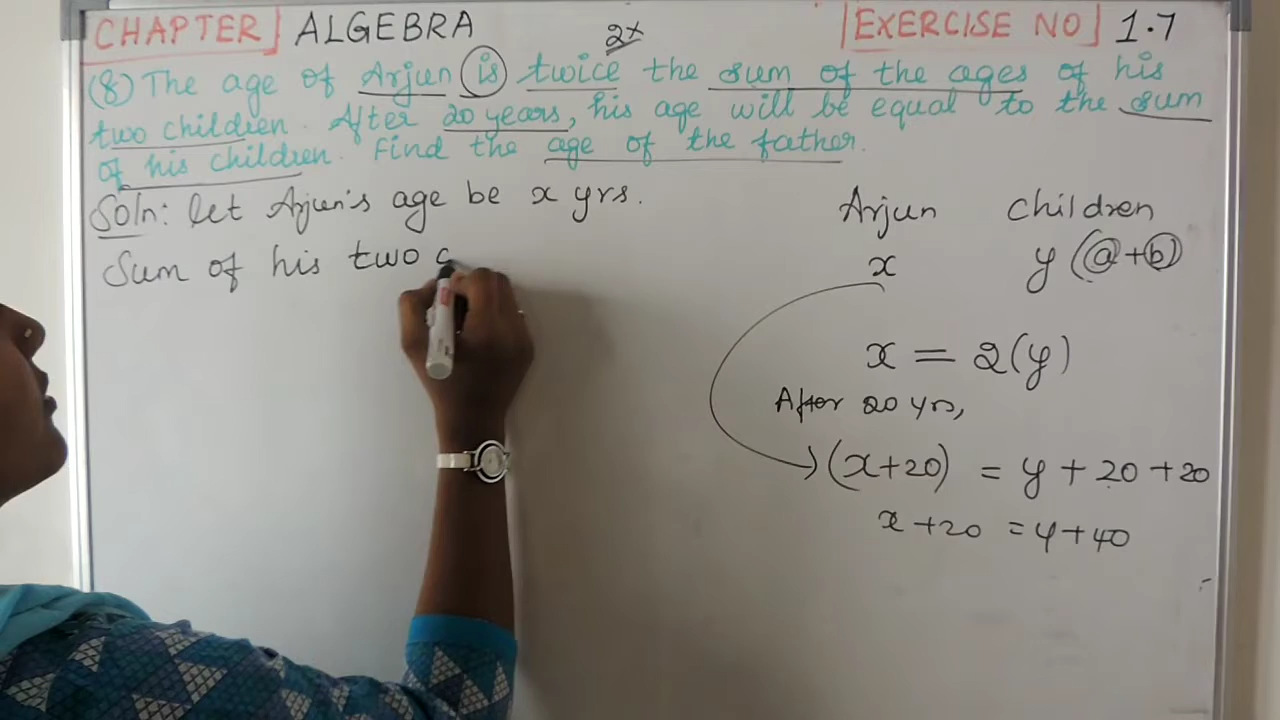 CHAPTER] ALGEBRA
2x
|EXERCISE NO] 1.7
(8) The age of Arjun is twice the sum of the ages of his
two children. After 20 years, his age will be equal to the sum
of his children. Find the age of the father.
Soln: let Arjun's age be x yrs.
Sum of his two c
Arjun children
x y (a+b)
x = 2(y)
After 20 yrs,
(x+20) = y + 20 + 20
x + 20 = y + 40